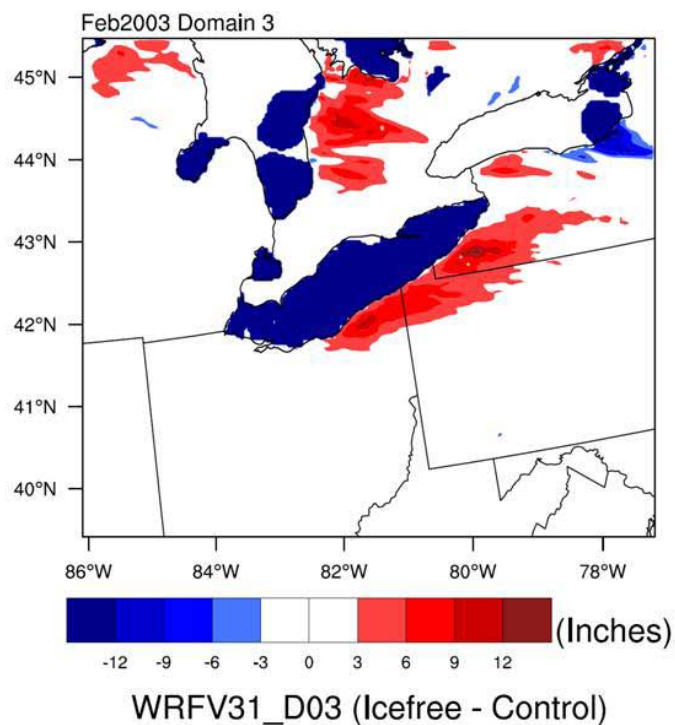 Feb2003 Domain 3
45°N
44°N
43°N
42°N
41°N
40°N
86°W 84°W 82°W 80°W 78°W
-12 -9 -6 -3 0 3 6 9 12
(Inches)
WRFV31_D03 (Icefree - Control)